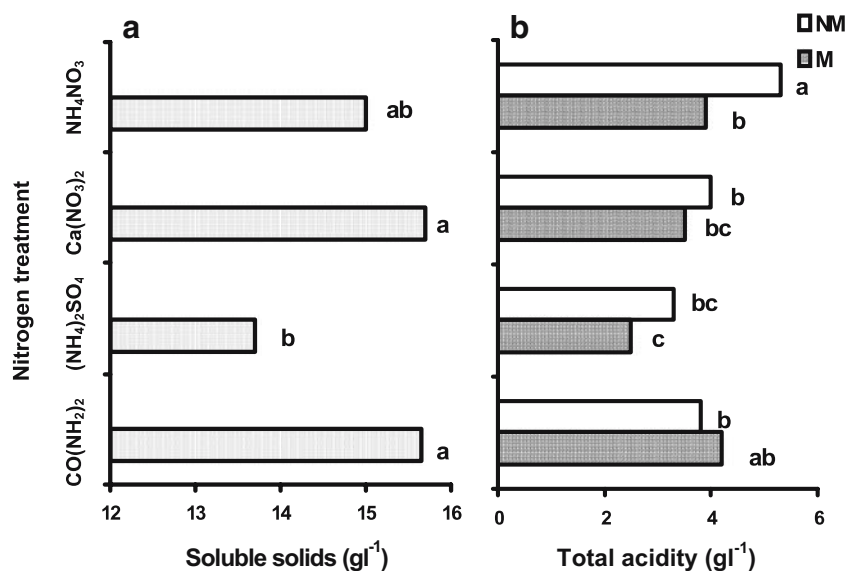 a
b
NM
M
NH₄NO₃
ab
a
b
Ca(NO₃)₂
a
b
bc
(NH₄)₂SO₄
b
bc
c
CO(NH₂)₂
a
b
ab
Nitrogen treatment
12 13 14 15 16
0 2 4 6
Soluble solids (gl⁻¹)
Total acidity (gl⁻¹)